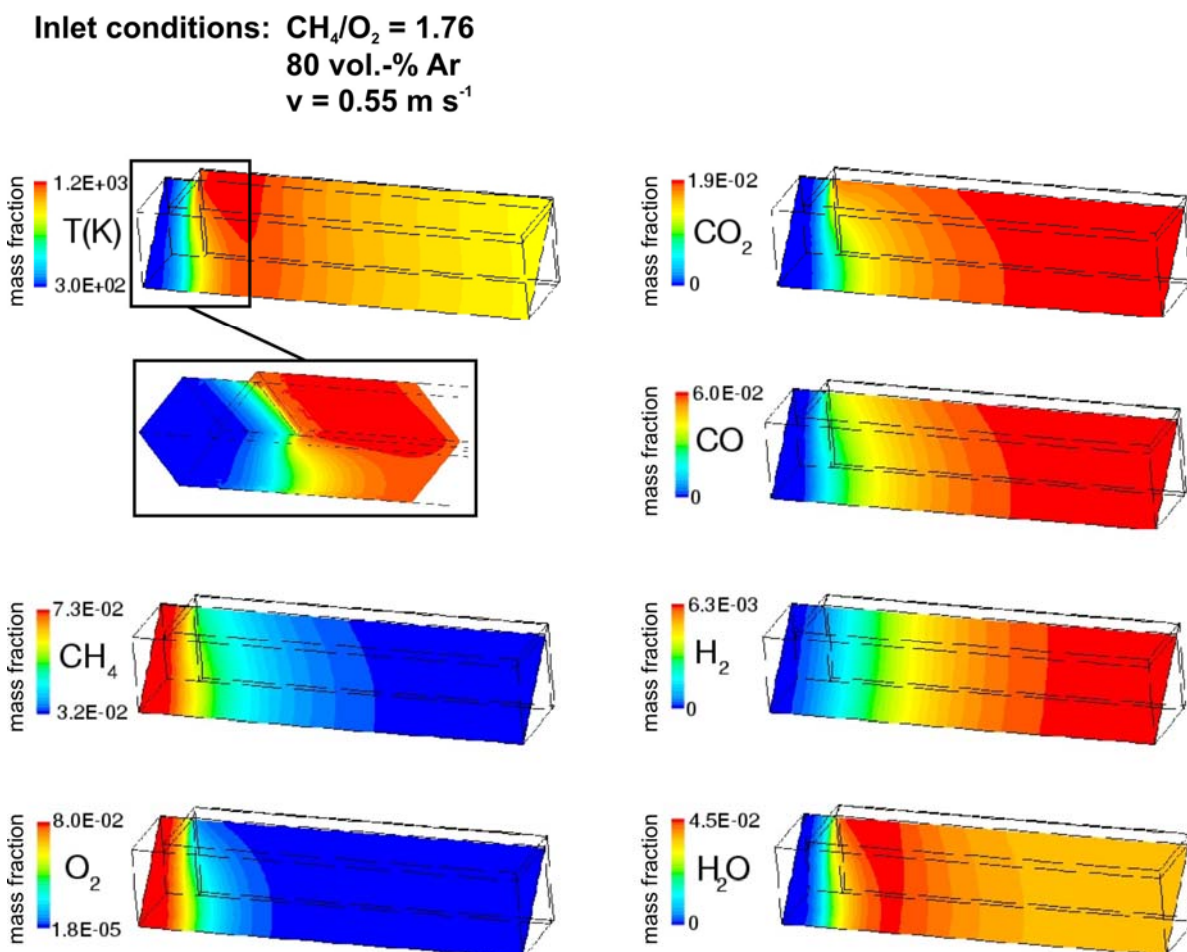 Inlet conditions: CH₄/O₂ = 1.76
80 vol.-% Ar
v = 0.55 m s⁻¹
mass fraction
1.2E+03
T(K)
3.0E+02
mass fraction
1.9E-02
CO₂
0
mass fraction
6.0E-02
CO
0
mass fraction
7.3E-02
CH₄
3.2E-02
mass fraction
6.3E-03
H₂
0
mass fraction
8.0E-02
O₂
1.8E-05
mass fraction
4.5E-02
H₂O
0